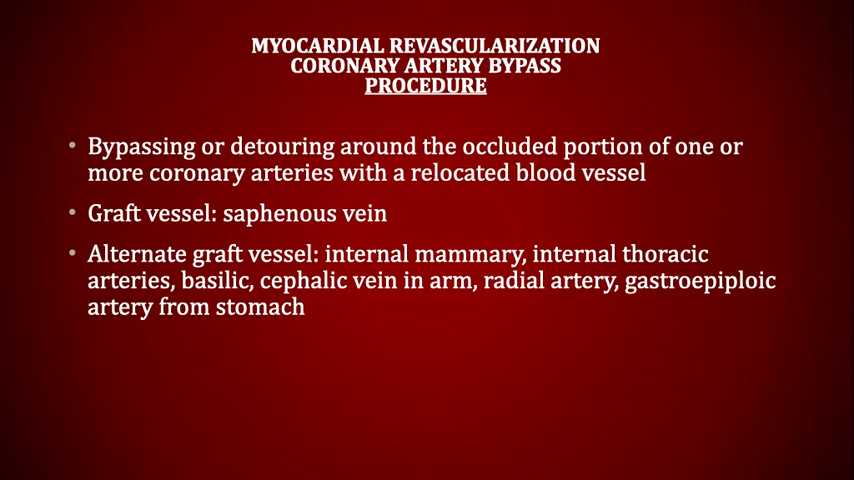 MYOCARDIAL REVASCULARIZATION
CORONARY ARTERY BYPASS
PROCEDURE
• Bypassing or detouring around the occluded portion of one or
more coronary arteries with a relocated blood vessel
• Graft vessel: saphenous vein
• Alternate graft vessel: internal mammary, internal thoracic
arteries, basilic, cephalic vein in arm, radial artery, gastroepiploic
artery from stomach